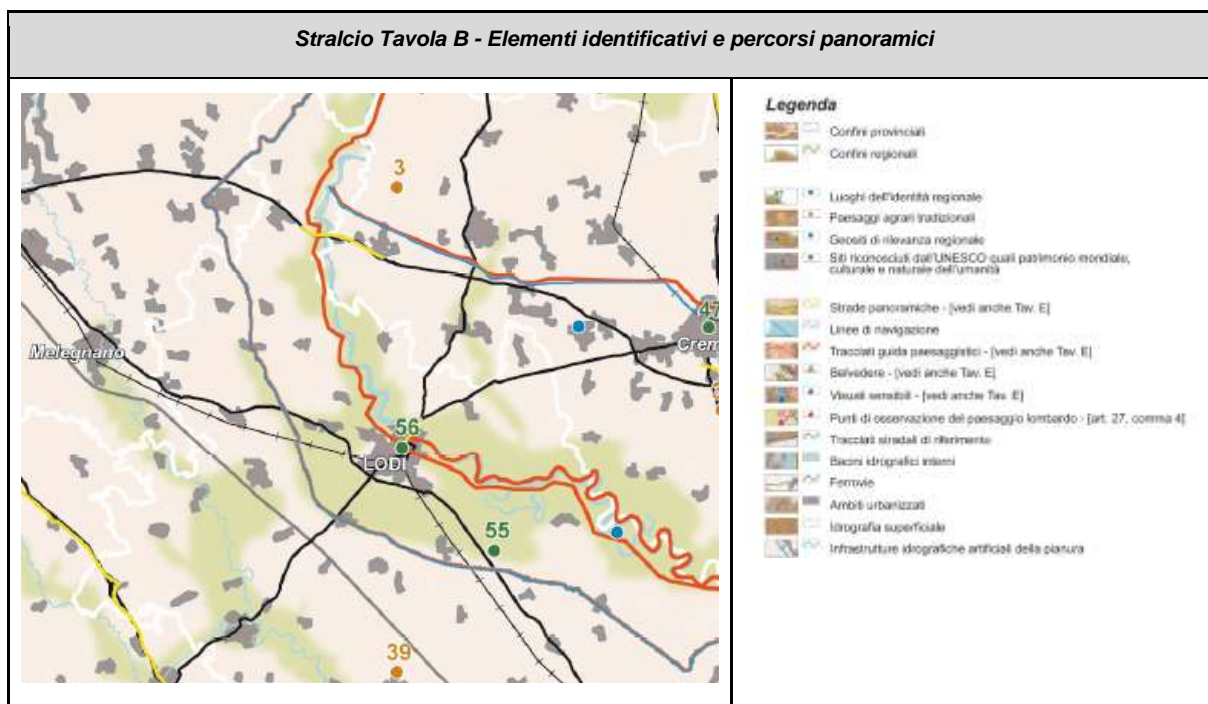 Stralcio Tavola B - Elementi identificativi e percorsi panoramici
3
47
Melegnano
Crem
56
LODI
55
39
Legenda
Confini provinciali
Confini regionali
Luoghi dell'identità regionale
Paesaggi agrari tradizionali
Geositi di rilevanza regionale
Siti riconosciuti dall'UNESCO quali patrimonio mondiale,
culturale e naturale dell'umanità
Strade panoramiche - [vedi anche Tav. E]
Linee di navigazione
Tracciati guida paesaggistici - [vedi anche Tav. E]
Belvedere - [vedi anche Tav. E]
Visuali sensibili - [vedi anche Tav. E]
Punti di osservazione del paesaggio lombardo - [art. 27, comma 4]
Tracciati stradali di riferimento
Bacini idrografici interni
Ferrovie
Ambiti urbanizzati
Idrografia superficiale
Infrastrutture idrografiche artificiali della pianura